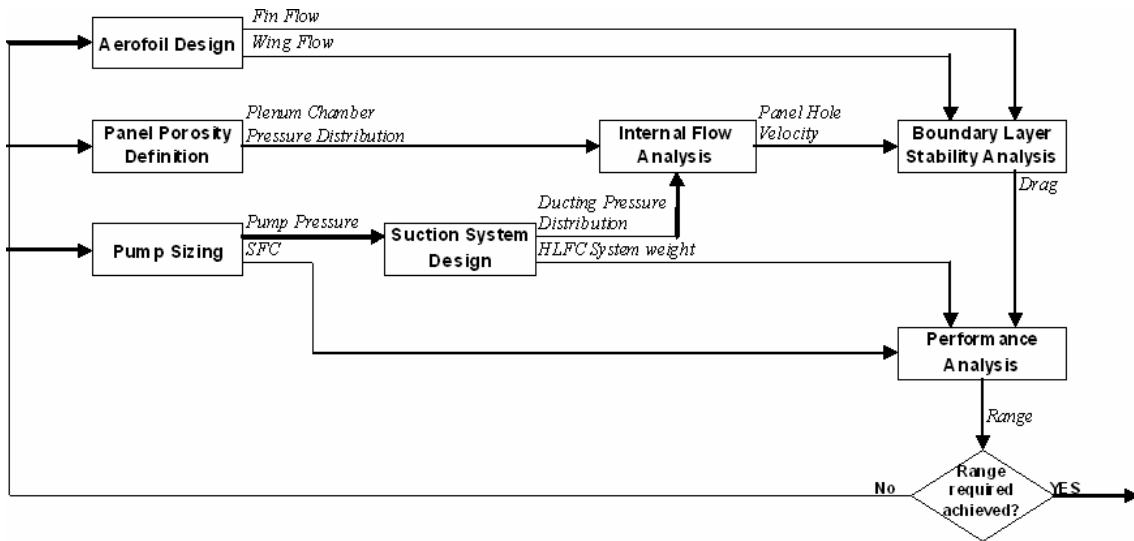 Fin Flow
Aerofoil Design
Wing Flow
Plenum Chamber
Pressure Distribution
Panel Porosity
Definition
Internal Flow
Analysis
Panel Hole
Velocity
Boundary Layer
Stability Analysis
Drag
Pump Sizing
Pump Pressure
SFC
Suction System
Design
Ducting Pressure
Distribution
HLFC System weight
Performance
Analysis
Range
Range
required
achieved?
No
YES